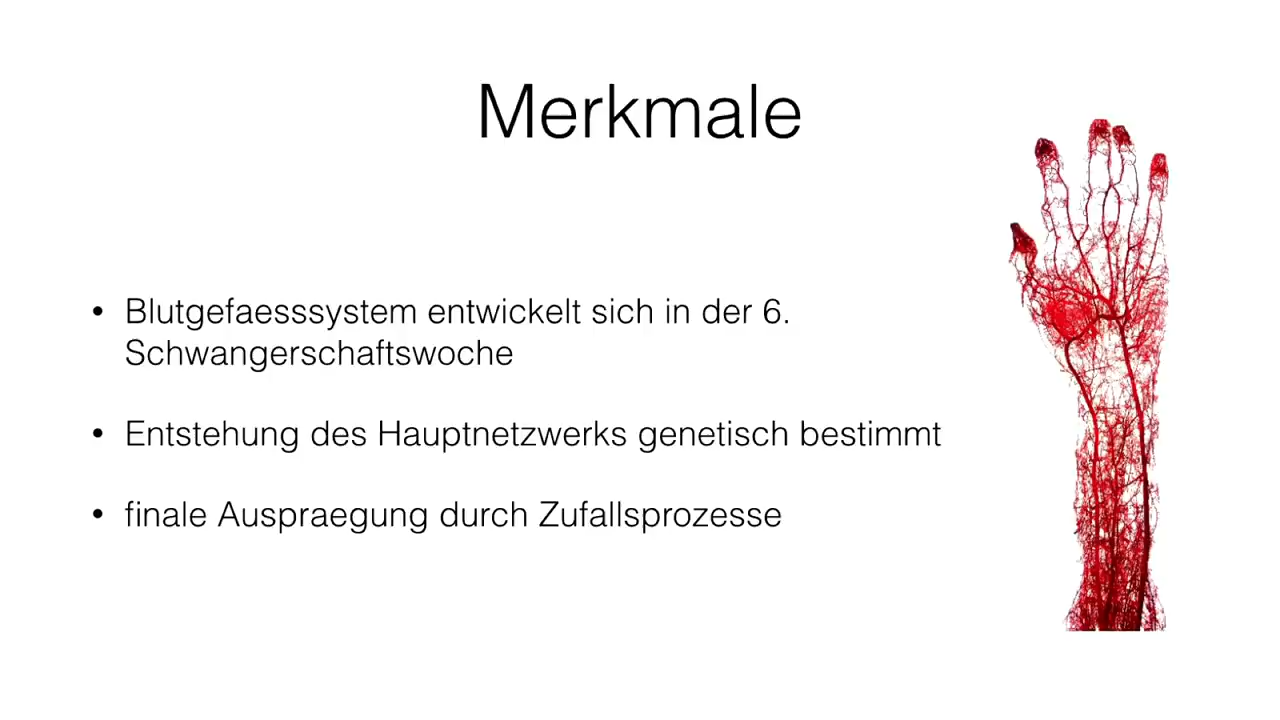 Merkmale
• Blutgefaesssystem entwickelt sich in der 6.
Schwangerschaftswoche
• Entstehung des Hauptnetzwerks genetisch bestimmt
• finale Auspraegung durch Zufallsprozesse